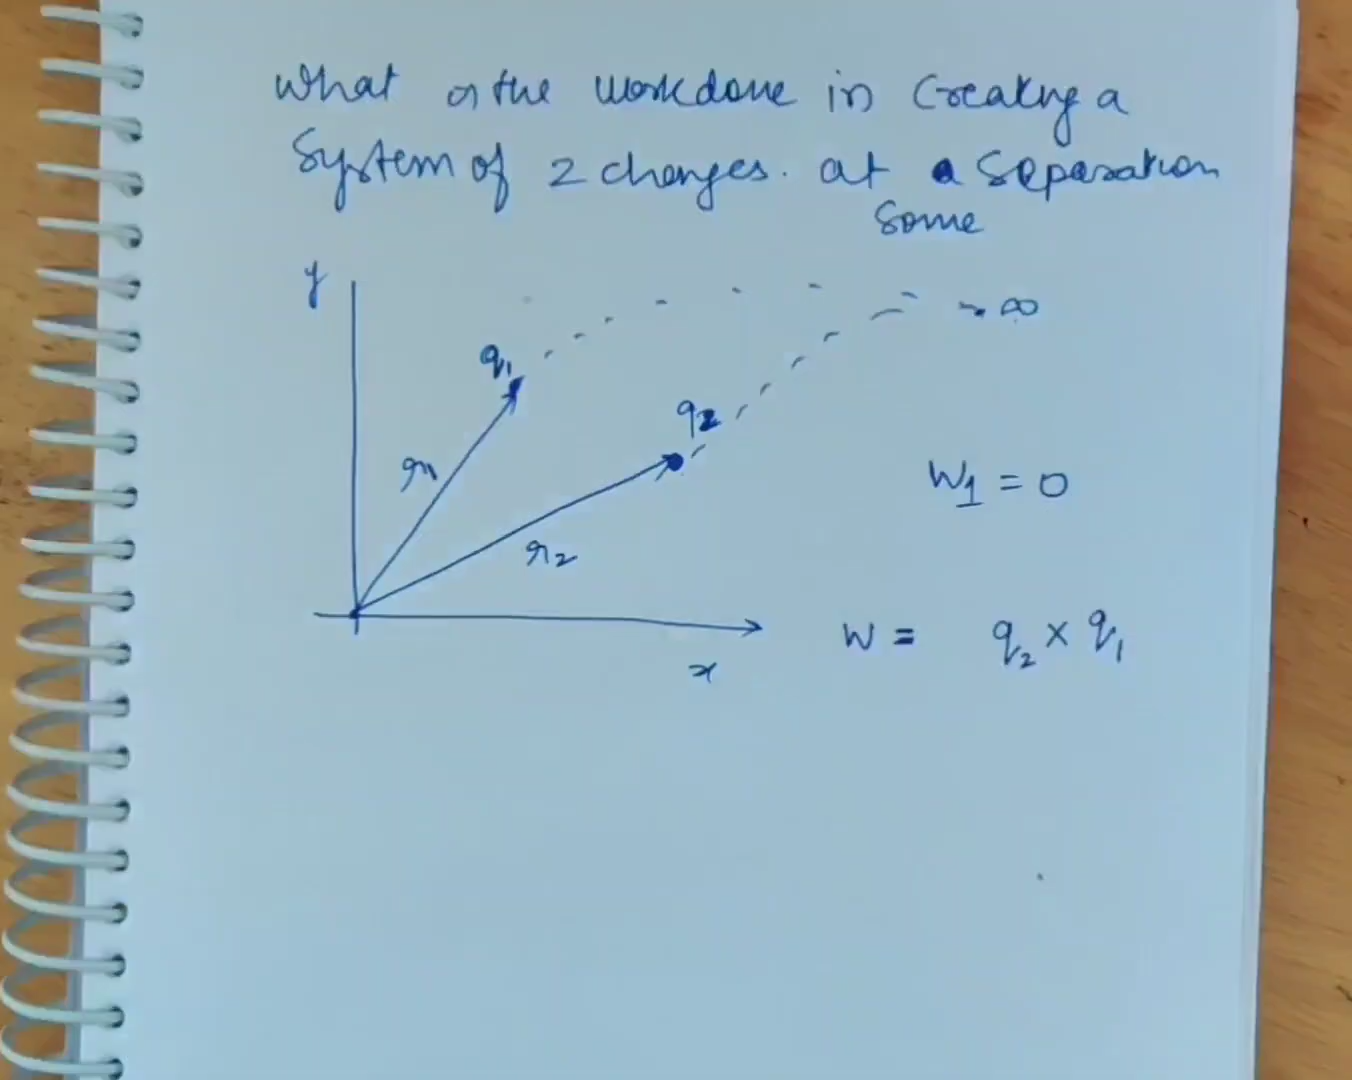 What is the workdone in Creating a
System of 2 charges. at a Separation
Some
y
∞
q₁
q₂
r₁
W₁ = 0
r₂
W = q₂ × q₁
x